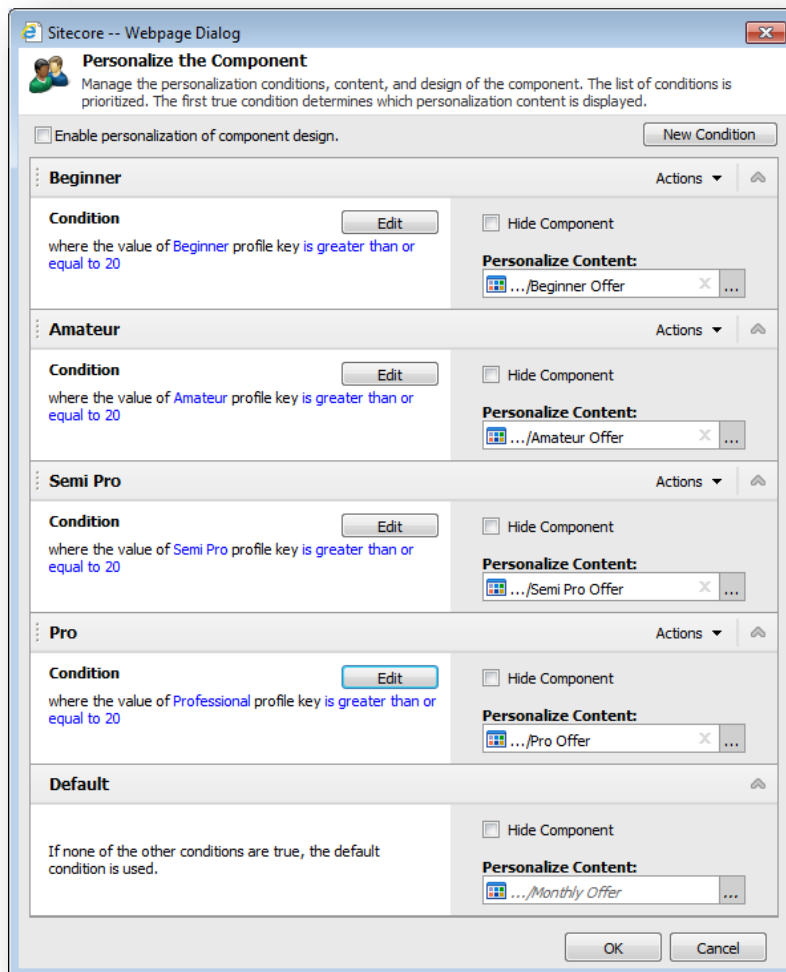 Sitecore -- Webpage Dialog
Personalize the Component
Manage the personalization conditions, content, and design of the component. The list of conditions is
prioritized. The first true condition determines which personalization content is displayed.
Enable personalization of component design.
New Condition
Beginner
Actions
Condition
Edit
where the value of Beginner profile key is greater than or
equal to 20
Hide Component
Personalize Content:
.../Beginner Offer
...
Amateur
Actions
Condition
Edit
where the value of Amateur profile key is greater than or
equal to 20
Hide Component
Personalize Content:
.../Amateur Offer
...
Semi Pro
Actions
Condition
Edit
where the value of Semi Pro profile key is greater than or
equal to 20
Hide Component
Personalize Content:
.../Semi Pro Offer
...
Pro
Actions
Condition
Edit
where the value of Professional profile key is greater than or
equal to 20
Hide Component
Personalize Content:
.../Pro Offer
...
Default
If none of the other conditions are true, the default
condition is used.
Hide Component
Personalize Content:
.../Monthly Offer
...
OK
Cancel